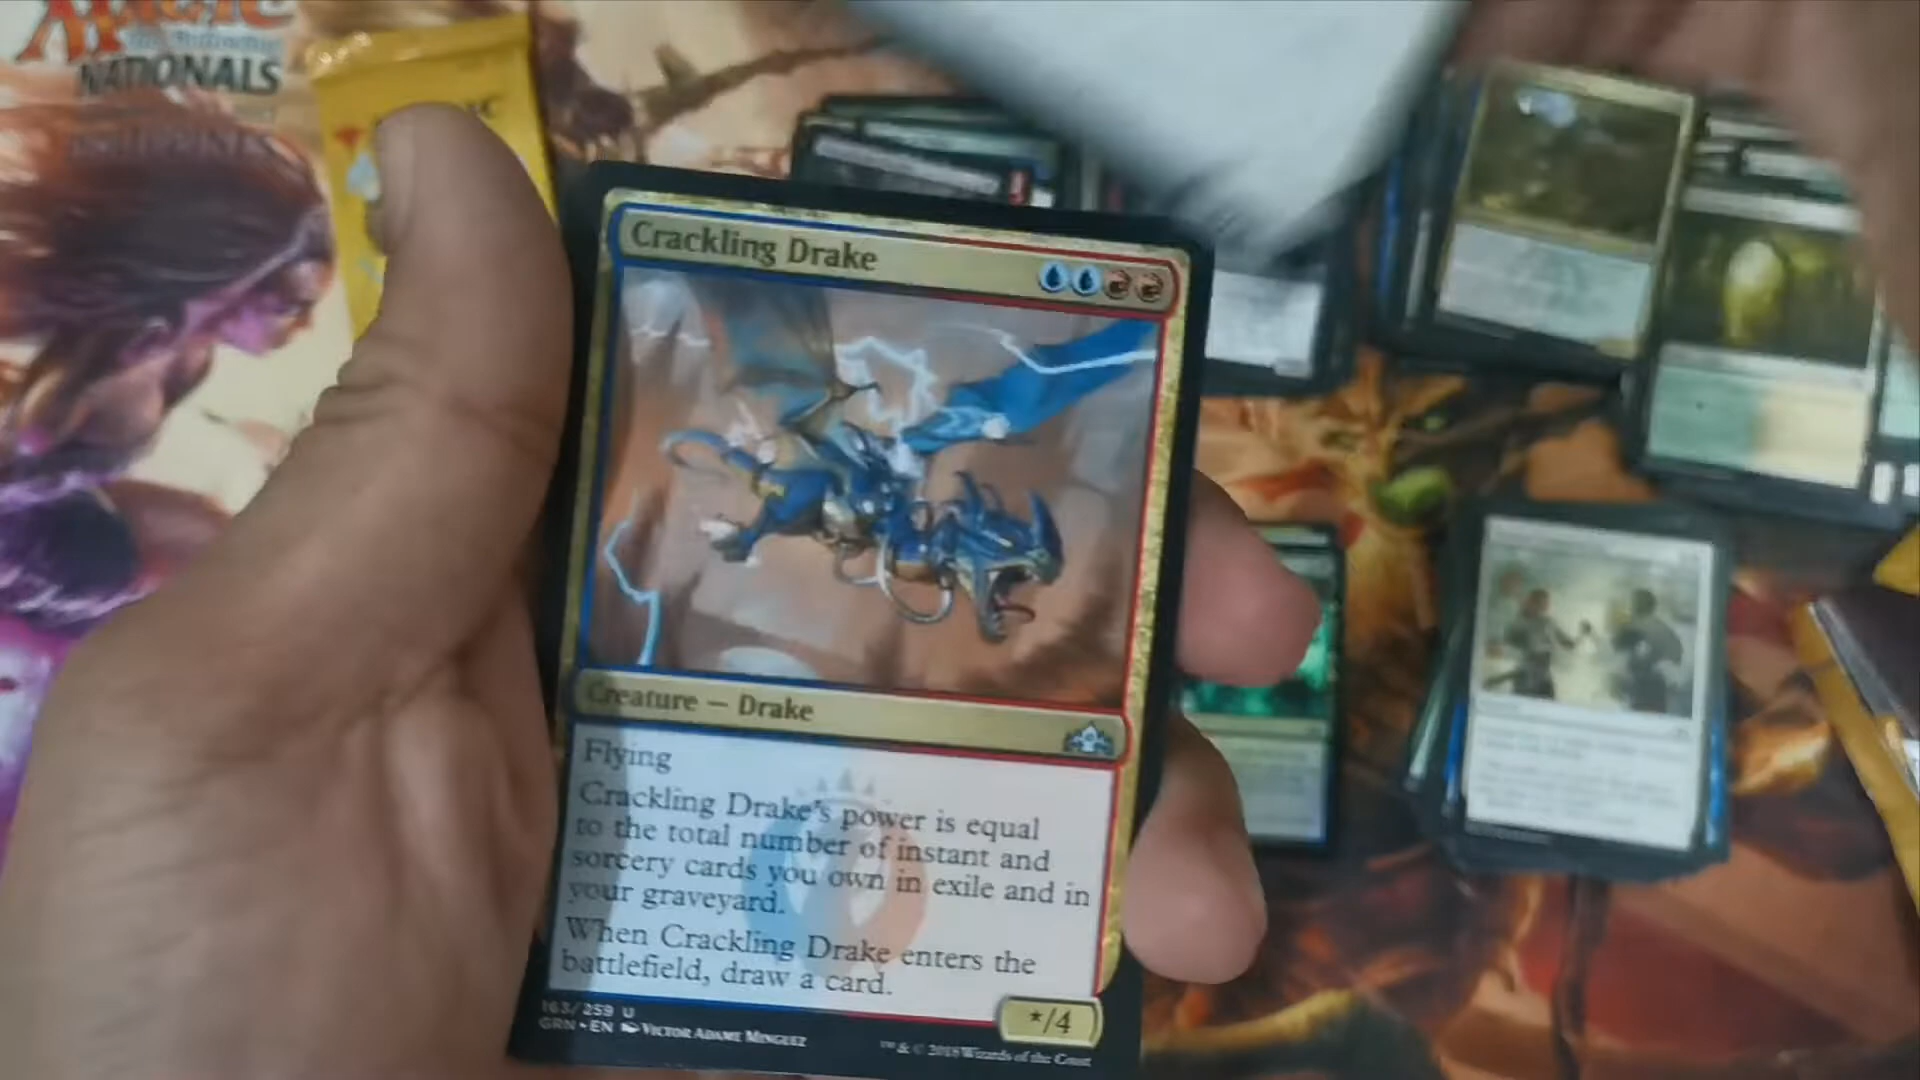 MAGIC
NATIONALS
PHILIPPINES
Crackling Drake
Creature — Drake
Flying
Crackling Drake's power is equal
to the total number of instant and
sorcery cards you own in exile and in
your graveyard.
When Crackling Drake enters the
battlefield, draw a card.
163/259 U
GRN • EN Victor Adame Minguez
*/4
™ & © 2018 Wizards of the Coast